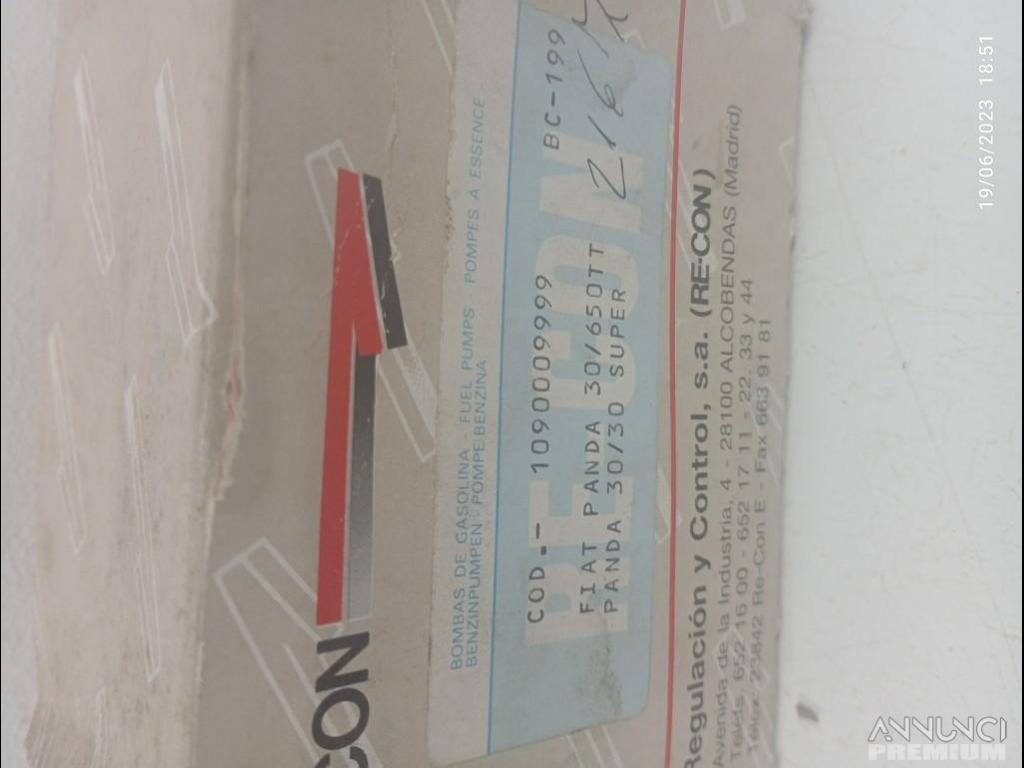 CON
BOMBAS DE GASOLINA - FUEL PUMPS - POMPES À ESSENCE -
BENZINPUMPEN - POMPE BENZINA
RECON
COD.- 1090009999 BC-199
FIAT PANDA 30/650TT
PANDA 30/30 SUPER
Regulación y Control, s.a. (RE-CON)
Avenida de la Industria, 4 - 28100 ALCOBENDAS (Madrid)
Teléfs. 652 16 00 - 652 17 11 - 22, 33 y 44
Télex 23842 Re-Con E - Fax 663 91 81
19/06/2023 18:51
ANNUNCI
PREMIUM